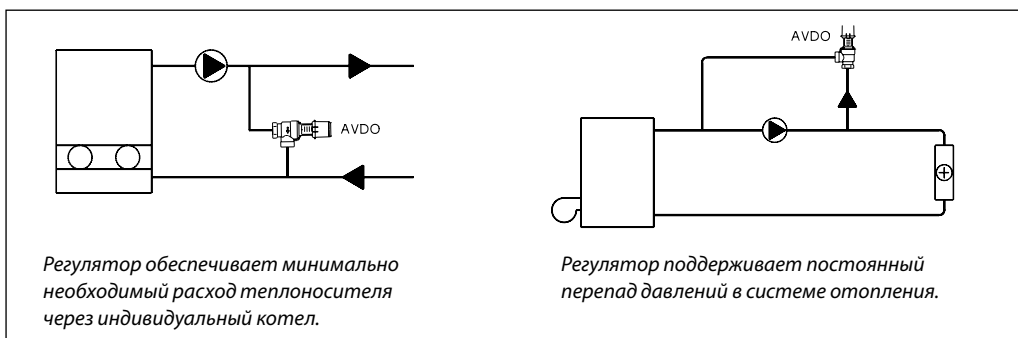 AVDO
AVDO
Регулятор обеспечивает минимально
необходимый расход теплоносителя
через индивидуальный котел.
Регулятор поддерживает постоянный
перепад давлений в системе отопления.